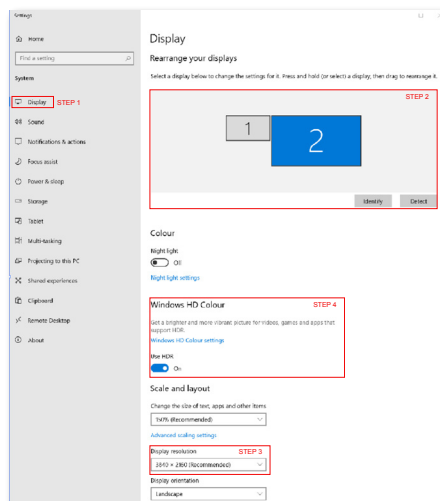 Settings
Home
Find a setting
System
Display STEP 1
Sound
Notifications & actions
Focus assist
Power & sleep
Storage
Tablet
Multi-tasking
Projecting to this PC
Shared experiences
Clipboard
Remote Desktop
About
Display
Rearrange your displays
Select a display below to change the settings for it. Press and hold (or select) a display, then drag to rearrange it.
STEP 2
1
2
Identify
Detect
Colour
Night light
Off
Night light settings
Windows HD Colour STEP 4
Get a brighter and more vibrant picture for videos, games and apps that
support HDR.
Windows HD Colour settings
Use HDR
On
Scale and layout
Change the size of text, apps and other items
150% (Recommended)
Advanced scaling settings
Display resolution STEP 3
3840 × 2160 (Recommended)
Display orientation
Landscape